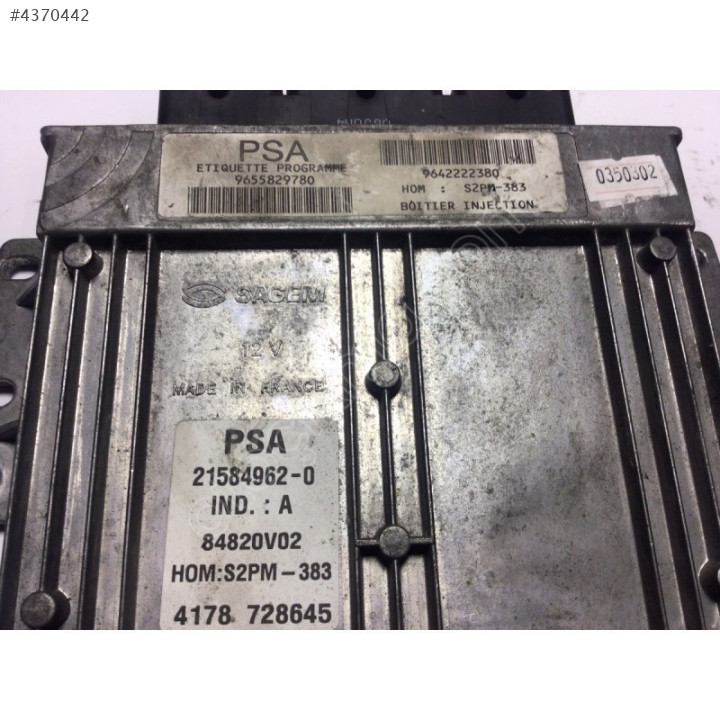 #4370442
PSA
ETIQUETTE PROGRAMME
9655829780
9642222380
HOM : S2PM-383
BOITIER INJECTION
0350302
SAGEM
12 V
MADE IN FRANCE
PSA
21584962-0
IND. : A
84820V02
HOM:S2PM-383
4178 728645